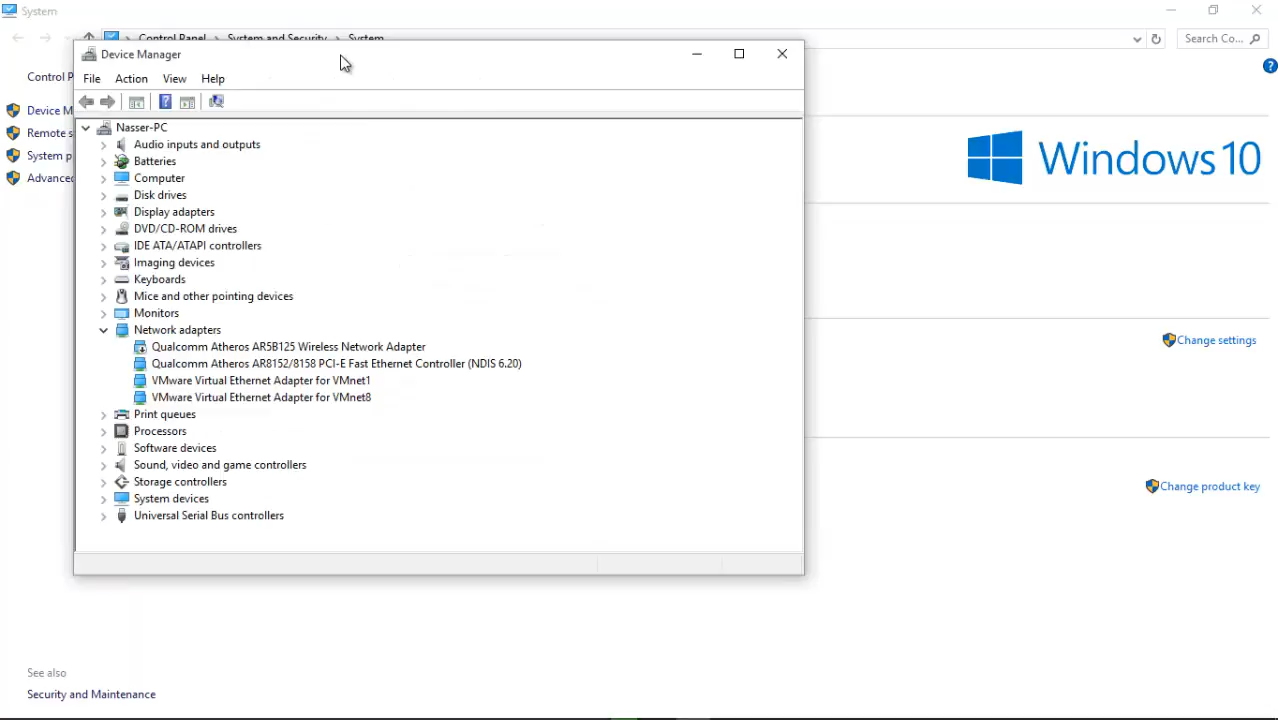 System
Control Panel > System and Security > System
Search Co...
Device Manager
Control P
File Action View Help
Device M
Remote s
System p
Advanced
Nasser-PC
Audio inputs and outputs
Batteries
Computer
Disk drives
Display adapters
DVD/CD-ROM drives
IDE ATA/ATAPI controllers
Imaging devices
Keyboards
Mice and other pointing devices
Monitors
Network adapters
Qualcomm Atheros AR5B125 Wireless Network Adapter
Qualcomm Atheros AR8152/8158 PCI-E Fast Ethernet Controller (NDIS 6.20)
VMware Virtual Ethernet Adapter for VMnet1
VMware Virtual Ethernet Adapter for VMnet8
Print queues
Processors
Software devices
Sound, video and game controllers
Storage controllers
System devices
Universal Serial Bus controllers
Windows 10
Change settings
Change product key
See also
Security and Maintenance